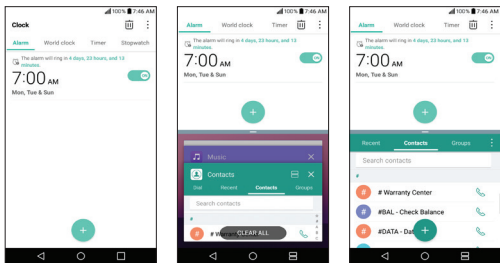 100% 7:46 AM
Clock
Alarm World clock Timer Stopwatch
The alarm will ring in 4 days, 23 hours, and 13
minutes.
7:00 AM
ON
Mon, Tue & Sun
+
100% 7:46 AM
Alarm World clock Timer
The alarm will ring in 4 days, 23 hours, and 13
minutes.
7:00 AM
ON
Mon, Tue & Sun
+
Music
Contacts
Dial Recent Contacts Groups
Search contacts
#
# # Warranty
CLEAR ALL
100% 7:46 AM
Alarm World clock Timer
The alarm will ring in 4 days, 23 hours, and 13
minutes.
7:00 AM
ON
Mon, Tue & Sun
+
Recent Contacts Groups
Search contacts
#
# # Warranty Center
# #BAL - Check Balance
# #DATA - Dat
+